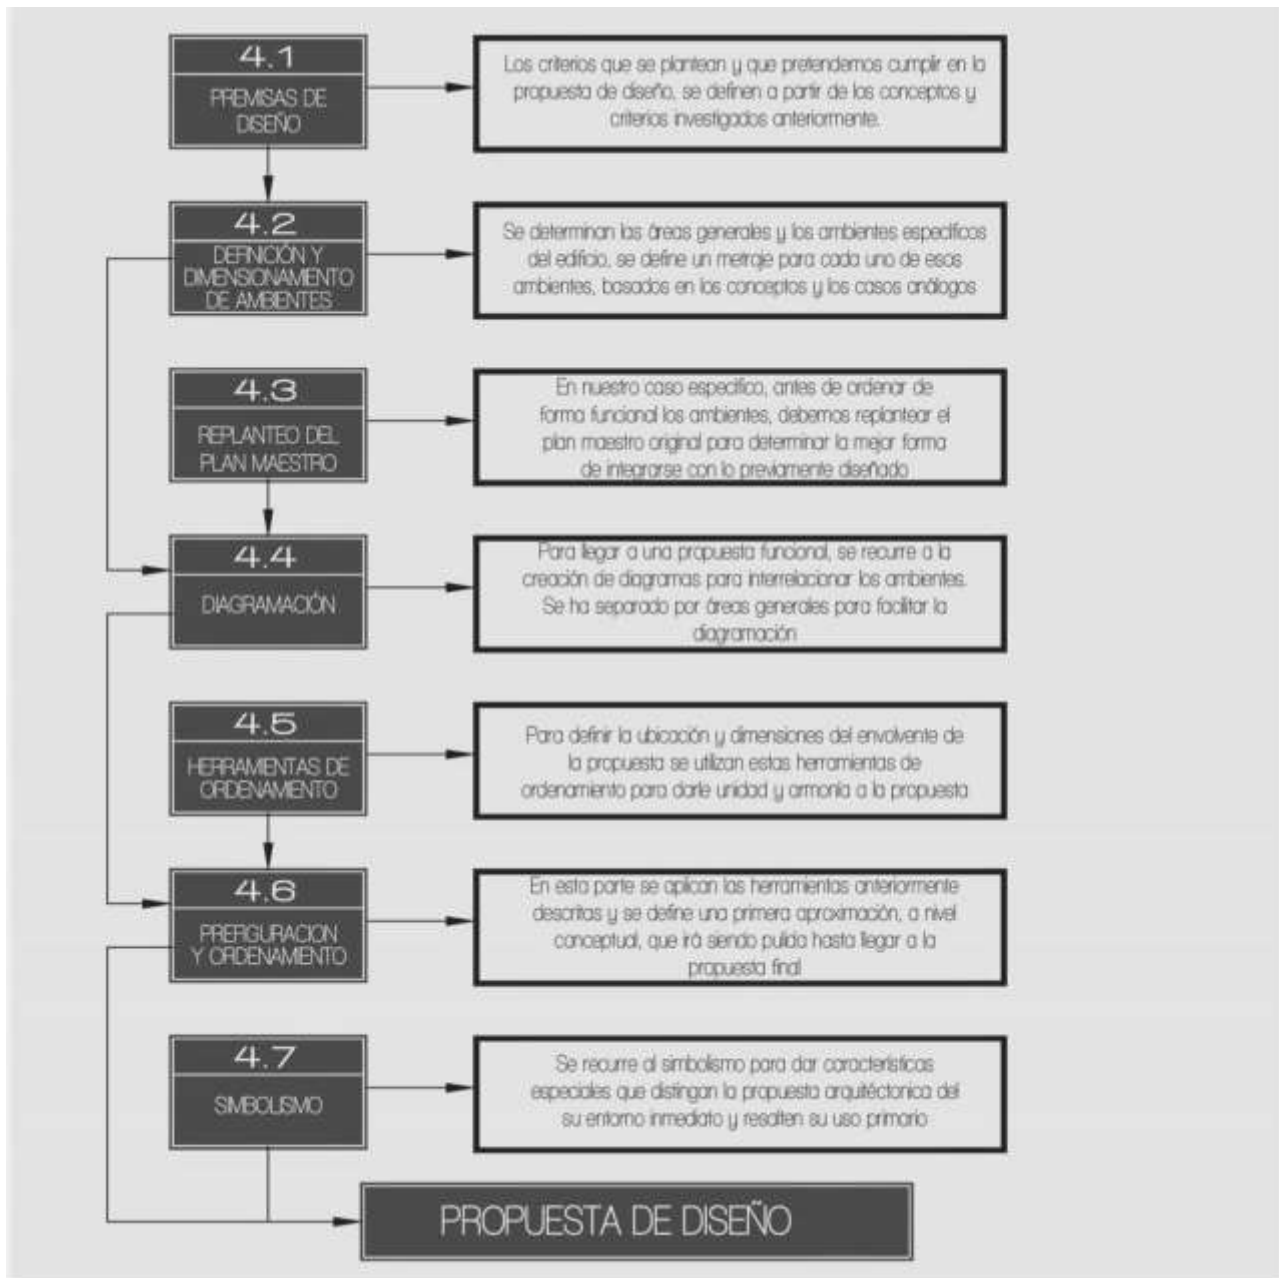 4.1
PREMISAS DE
DISEÑO
Los criterios que se plantean y que pretendemos cumplir en la
propuesta de diseño, se definen a partir de los conceptos y
criterios investigados anteriormente.
4.2
DEFINICIÓN Y
DIMENSIONAMIENTO
DE AMBIENTES
Se determinan las áreas generales y los ambientes específicos
del edificio, se define un metraje para cada uno de esos
ambientes, basados en los conceptos y los casos análogos
4.3
REPLANTEO DEL
PLAN MAESTRO
En nuestro caso específico, antes de ordenar de
forma funcional los ambientes, debemos replantear el
plan maestro original para determinar la mejor forma
de integrarse con lo previamente diseñado
4.4
DIAGRAMACIÓN
Para llegar a una propuesta funcional, se recurre a la
creación de diagramas para interrelacionar los ambientes.
Se ha separado por áreas generales para facilitar la
diagramación
4.5
HERRAMIENTAS DE
ORDENAMIENTO
Para definir la ubicación y dimensiones del envolvente de
la propuesta se utilizan estas herramientas de
ordenamiento para darle unidad y armonía a la propuesta
4.6
PREFIGURACION
Y ORDENAMIENTO
En esta parte se aplican las herramientas anteriormente
descritas y se define una primera aproximación, a nivel
conceptual, que irá siendo pulida hasta llegar a la
propuesta final
4.7
SIMBOLISMO
Se recurre al simbolismo para dar características
especiales que distingan la propuesta arquitéctonica del
su entorno inmediato y resalten su uso primario
PROPUESTA DE DISEÑO